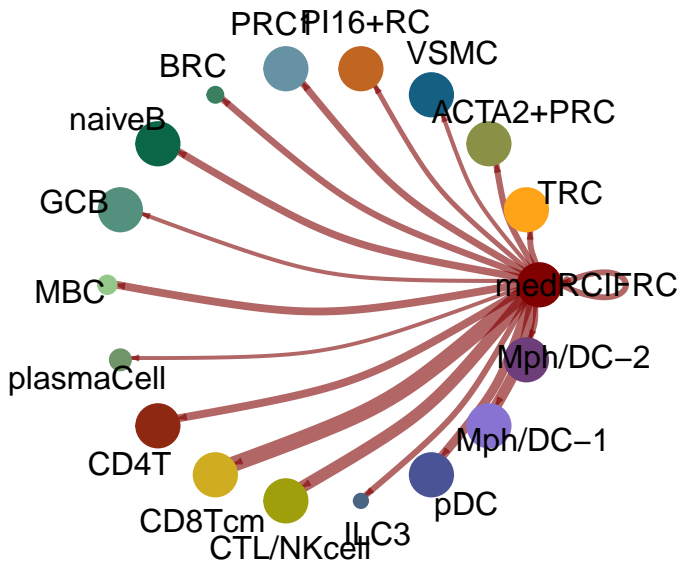 PRC1
PI16+RC
VSMC
BRC
ACTA2+PRC
naiveB
TRC
GCB
medRCIFRC
MBC
Mph/DC−2
plasmaCell
Mph/DC−1
CD4T
pDC
CD8Tcm
ILC3
CTL/NKcell